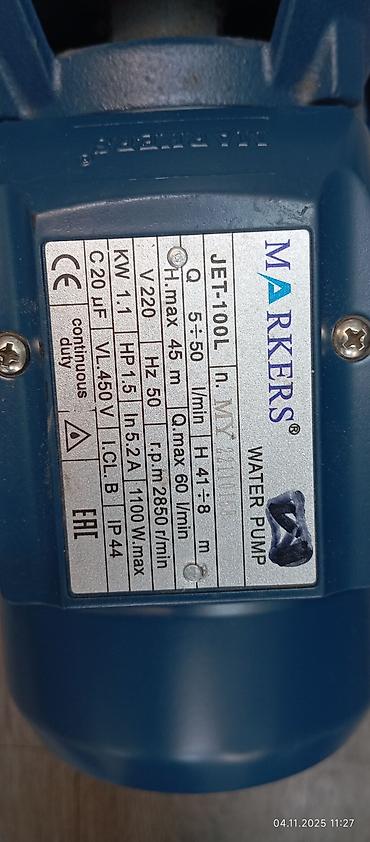 MARKERS®
WATER PUMP
JET-100L n.
Q 5÷50 l/min H 41÷8 m
H.max 45 m Q.max 60 l/min
V 220 Hz 50 r.p.m 2850 r/min
KW 1.1 HP 1.5 In 5.2 A 1100 W.max
C 20 µF VL 450 V I.CL. B IP 44
CE continuous duty EAC
04.11.2025 11:27